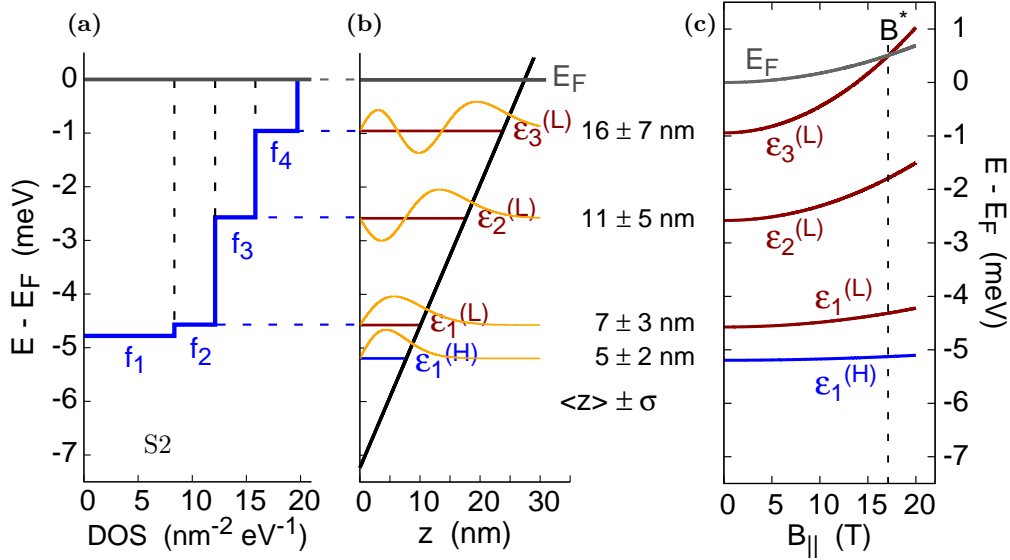 (a)
E - E_F (meV)
0
-1
-2
-3
-4
-5
-6
-7
f_1
f_2
f_3
f_4
S2
0 5 10 15 20
DOS (nm^-2 eV^-1)
(b)
E_F
ε_3^(L) 16 ± 7 nm
ε_2^(L) 11 ± 5 nm
ε_1^(L) 7 ± 3 nm
ε_1^(H) 5 ± 2 nm
<z> ± σ
0 5 10 15 20 25 30
z (nm)
(c)
B^*
E_F
ε_3^(L)
ε_2^(L)
ε_1^(L)
ε_1^(H)
1
0
-1
-2
-3
-4
-5
-6
-7
E - E_F (meV)
0 5 10 15 20
B_|| (T)